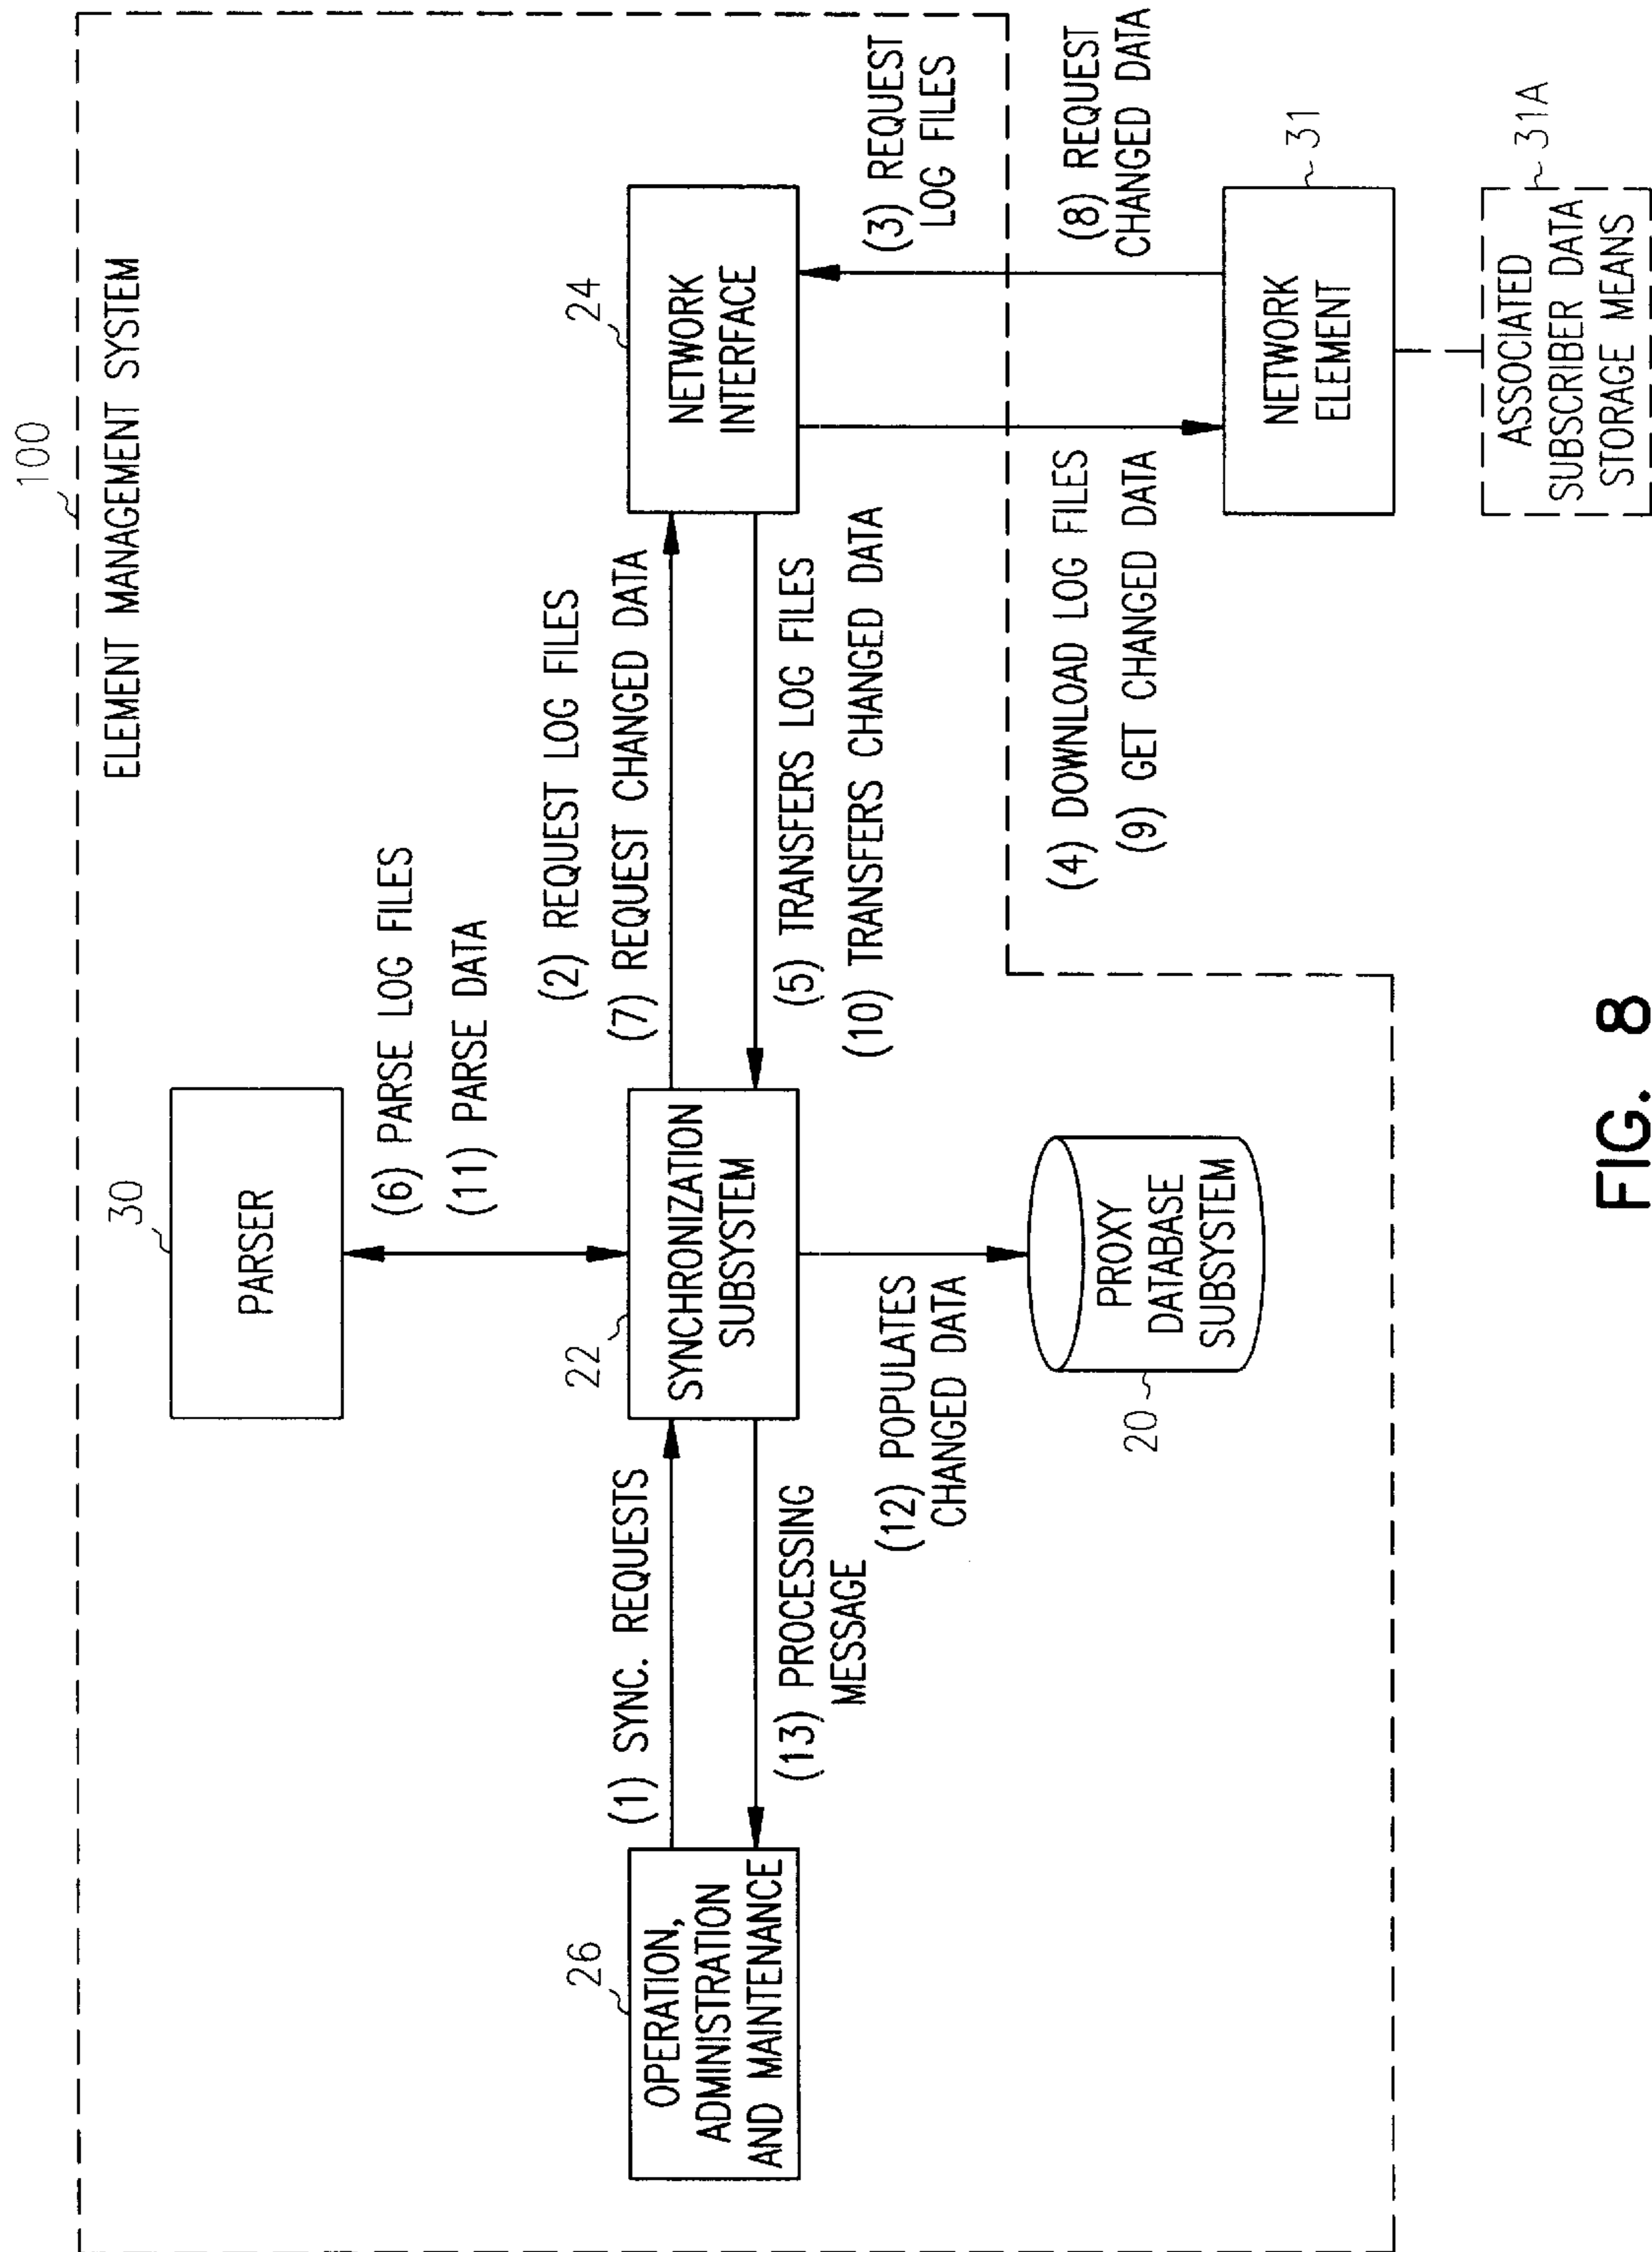 100
ELEMENT MANAGEMENT SYSTEM
30
PARSER
(6) PARSE LOG FILES
(11) PARSE DATA
26
OPERATION,
ADMINISTRATION
AND MAINTENANCE
(1) SYNC. REQUESTS
(13) PROCESSING
MESSAGE
22
SYNCHRONIZATION
SUBSYSTEM
(2) REQUEST LOG FILES
(7) REQUEST CHANGED DATA
(5) TRANSFERS LOG FILES
(10) TRANSFERS CHANGED DATA
24
NETWORK
INTERFACE
(12) POPULATES
CHANGED DATA
20
PROXY
DATABASE
SUBSYSTEM
(3) REQUEST
LOG FILES
(8) REQUEST
CHANGED DATA
(4) DOWNLOAD LOG FILES
(9) GET CHANGED DATA
31
NETWORK
ELEMENT
31A
ASSOCIATED
SUBSCRIBER DATA
STORAGE MEANS
FIG. 8